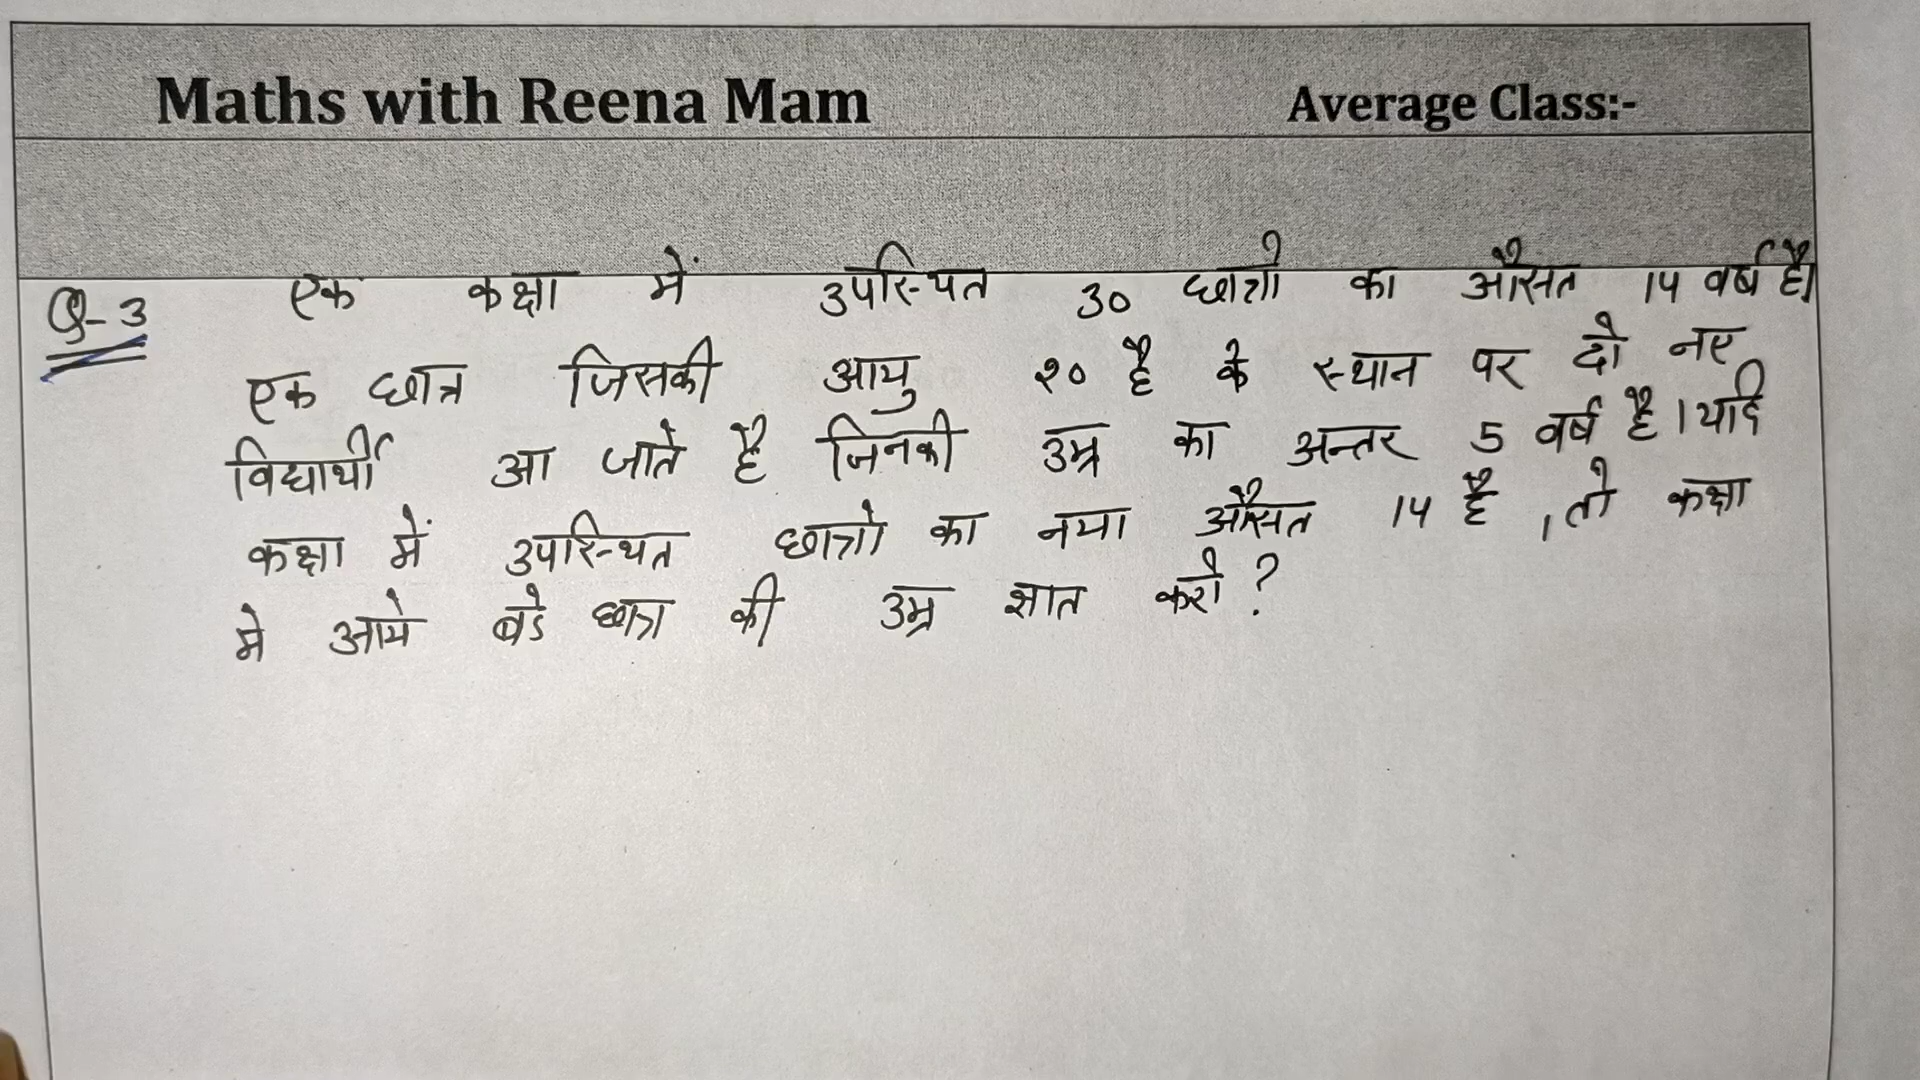 Maths with Reena Mam Average Class:-
Q-3 एक कक्षा में उपस्थित 30 छात्रो का औसत 14 वर्ष है।
एक छात्र जिसकी आयु २० है के स्थान पर दो नए
विद्यार्थी आ जाते है जिनकी उम्र का अन्तर 5 वर्ष है । यदि
कक्षा में उपस्थित छात्रो का नया औसत 14 है , तो कक्षा
मे आये बडे छात्र की उम्र ज्ञात करो ?